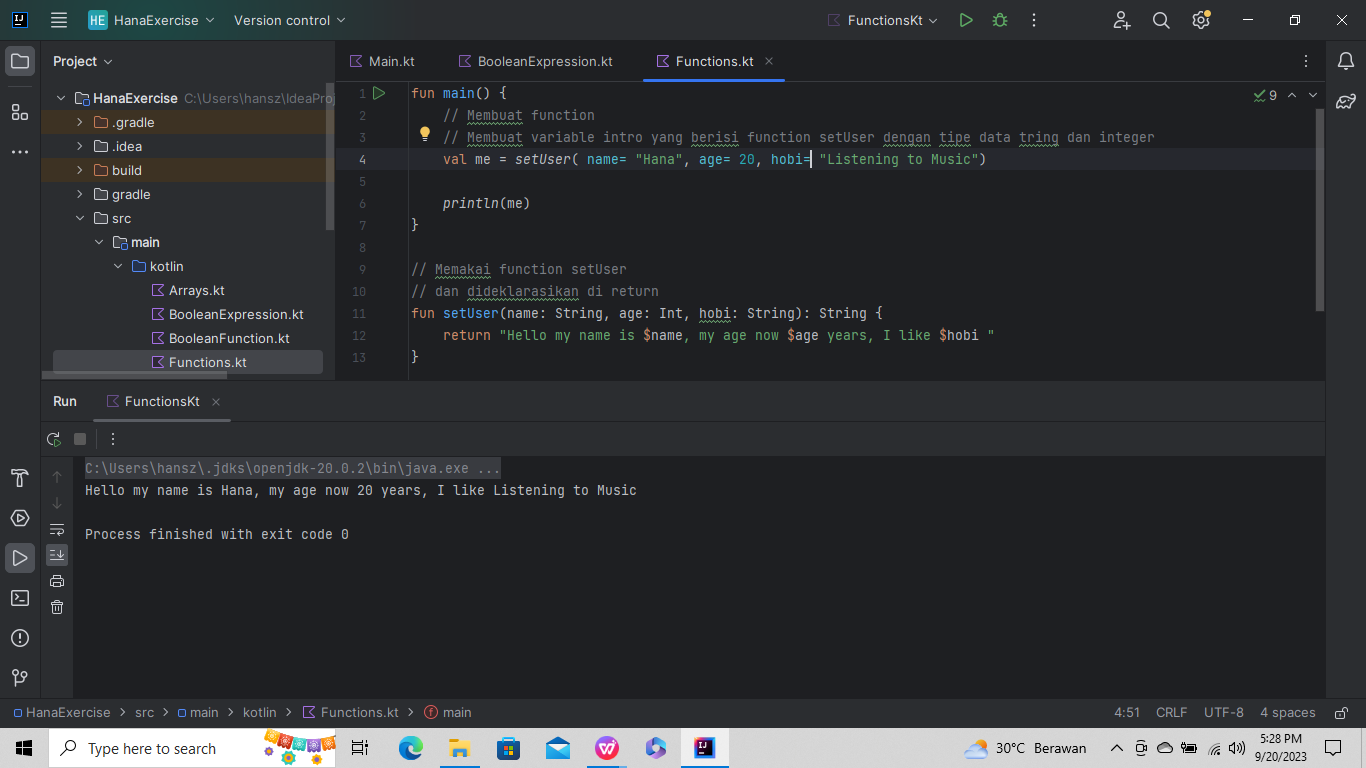 HE HanaExercise Version control FunctionsKt
Project
Main.kt BooleanExpression.kt Functions.kt
HanaExercise C:\Users\hansz\IdeaProj
.gradle
.idea
build
gradle
src
main
kotlin
Arrays.kt
BooleanExpression.kt
BooleanFunction.kt
Functions.kt
9
1 fun main() {
2 // Membuat function
3 // Membuat variable intro yang berisi function setUser dengan tipe data tring dan integer
4 val me = setUser( name= "Hana", age= 20, hobi= "Listening to Music")
5
6 println(me)
7 }
8
9 // Memakai function setUser
10 // dan dideklarasikan di return
11 fun setUser(name: String, age: Int, hobi: String): String {
12 return "Hello my name is $name, my age now $age years, I like $hobi "
13 }
Run FunctionsKt
C:\Users\hansz\.jdks\openjdk-20.0.2\bin\java.exe ...
Hello my name is Hana, my age now 20 years, I like Listening to Music
Process finished with exit code 0
HanaExercise > src > main > kotlin > Functions.kt > main 4:51 CRLF UTF-8 4 spaces
Type here to search 30°C Berawan 5:28 PM
9/20/2023